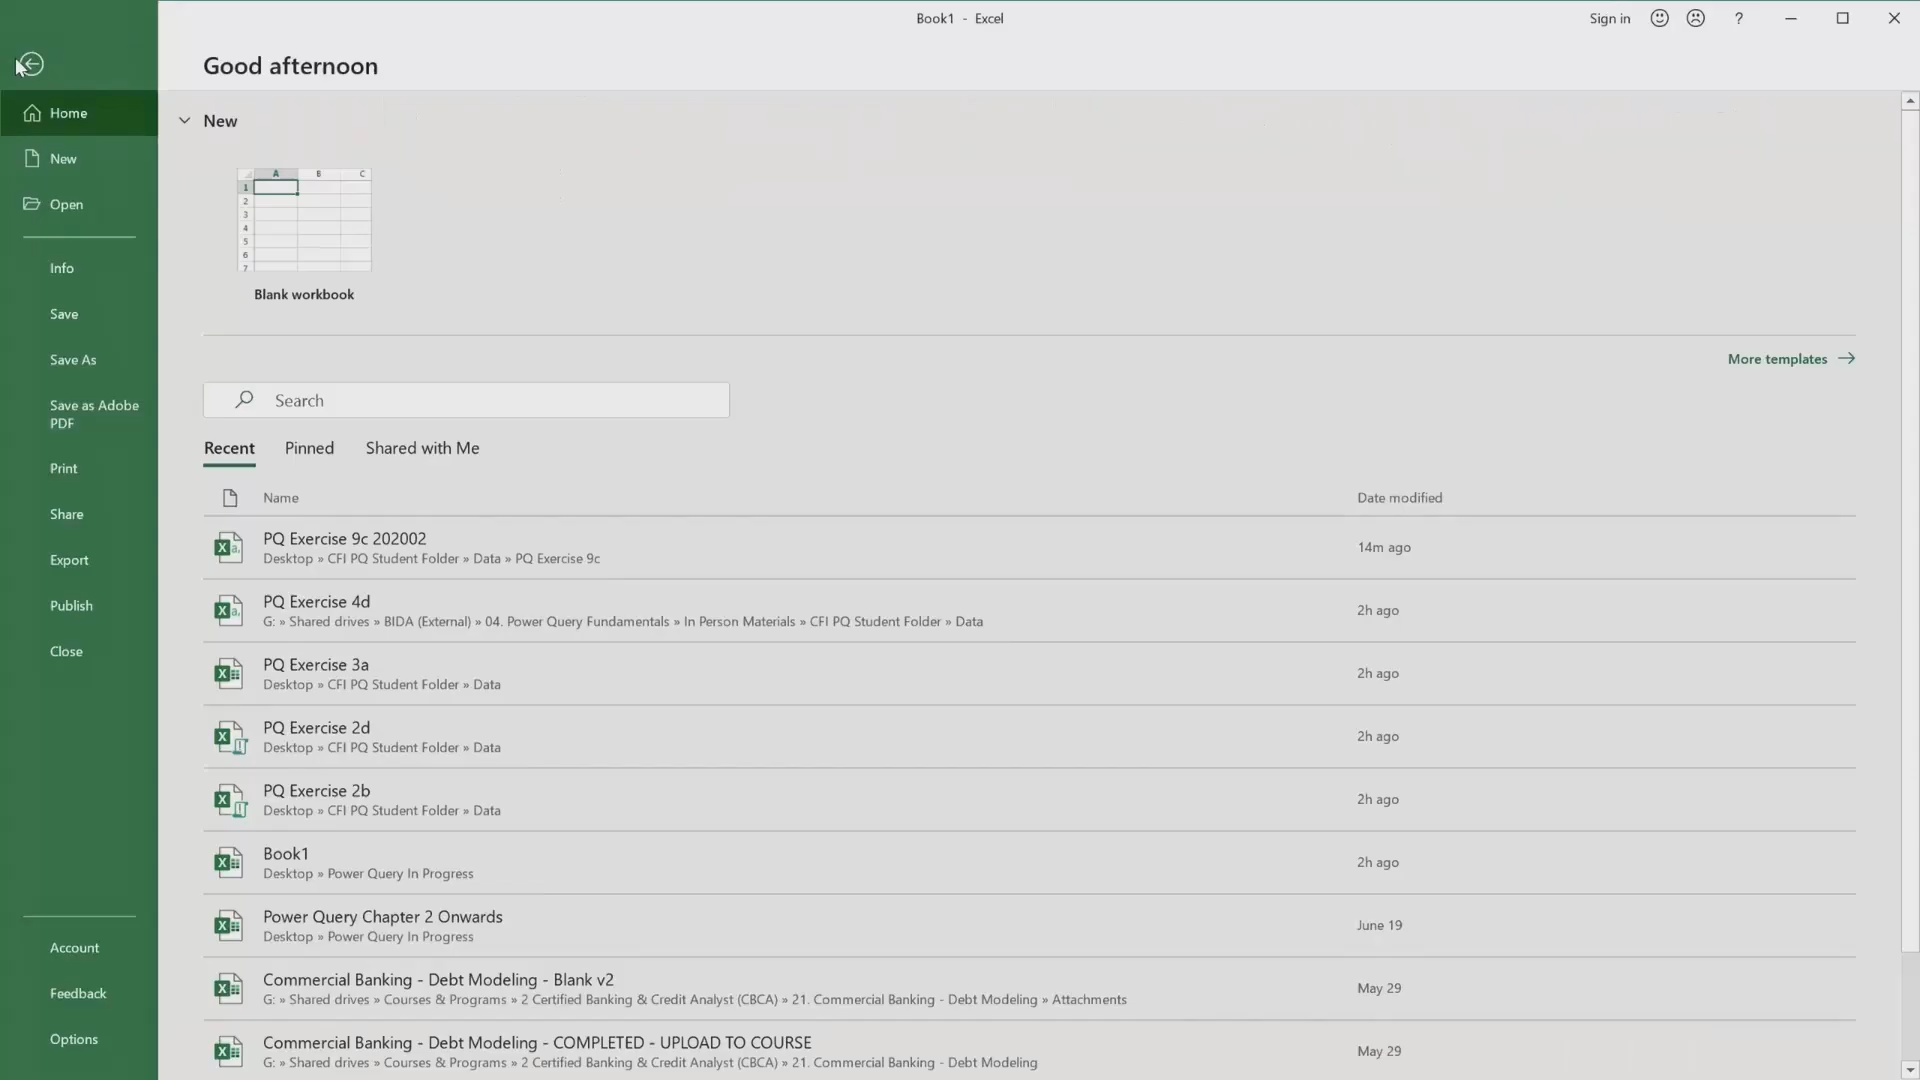 Book1 - Excel
Sign in
?
Good afternoon
Home
New
Open
Info
Save
Save As
Save as Adobe
PDF
Print
Share
Export
Publish
Close
Account
Feedback
Options
New
A B C
1
2
3
4
5
6
7
Blank workbook
More templates
Search
Recent Pinned Shared with Me
Name Date modified
PQ Exercise 9c 202002
Desktop » CFI PQ Student Folder » Data » PQ Exercise 9c
14m ago
PQ Exercise 4d
G: » Shared drives » BIDA (External) » 04. Power Query Fundamentals » In Person Materials » CFI PQ Student Folder » Data
2h ago
PQ Exercise 3a
Desktop » CFI PQ Student Folder » Data
2h ago
PQ Exercise 2d
Desktop » CFI PQ Student Folder » Data
2h ago
PQ Exercise 2b
Desktop » CFI PQ Student Folder » Data
2h ago
Book1
Desktop » Power Query In Progress
2h ago
Power Query Chapter 2 Onwards
Desktop » Power Query In Progress
June 19
Commercial Banking - Debt Modeling - Blank v2
G: » Shared drives » Courses & Programs » 2 Certified Banking & Credit Analyst (CBCA) » 21. Commercial Banking - Debt Modeling » Attachments
May 29
Commercial Banking - Debt Modeling - COMPLETED - UPLOAD TO COURSE
G: » Shared drives » Courses & Programs » 2 Certified Banking & Credit Analyst (CBCA) » 21. Commercial Banking - Debt Modeling
May 29